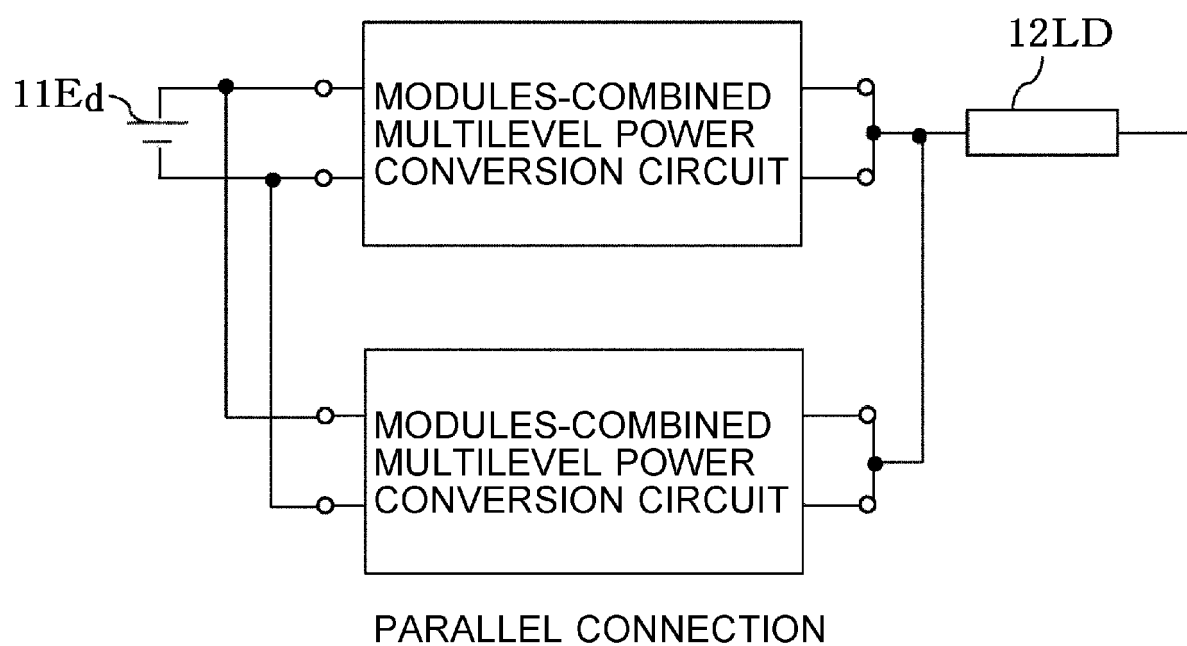 12LD
11Ed
MODULES-COMBINED
MULTILEVEL POWER
CONVERSION CIRCUIT
MODULES-COMBINED
MULTILEVEL POWER
CONVERSION CIRCUIT
PARALLEL CONNECTION